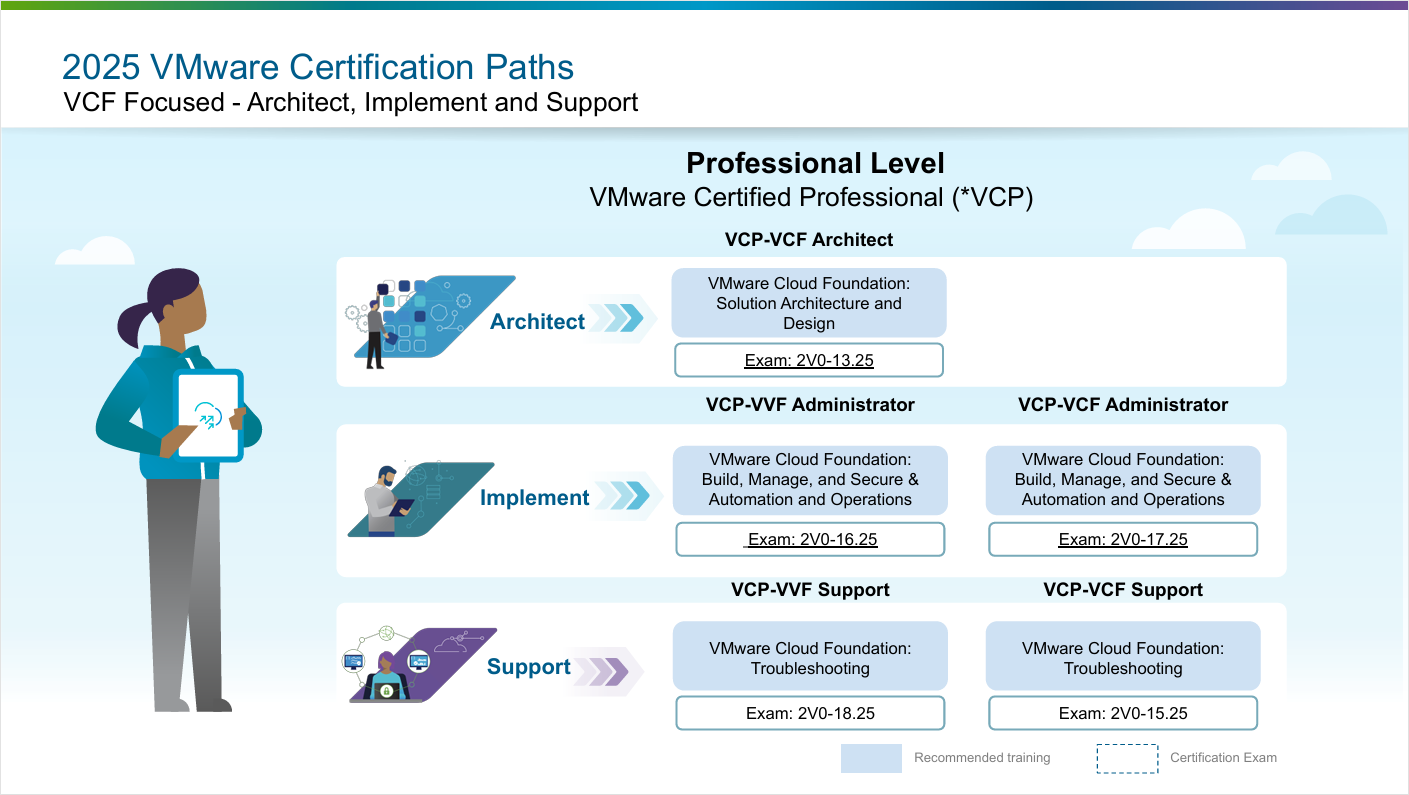 2025 VMware Certification Paths
VCF Focused - Architect, Implement and Support
Professional Level
VMware Certified Professional (*VCP)
VCP-VCF Architect
Architect
VMware Cloud Foundation:
Solution Architecture and
Design
Exam: 2V0-13.25
VCP-VVF Administrator
VCP-VCF Administrator
Implement
VMware Cloud Foundation:
Build, Manage, and Secure &
Automation and Operations
Exam: 2V0-16.25
VMware Cloud Foundation:
Build, Manage, and Secure &
Automation and Operations
Exam: 2V0-17.25
VCP-VVF Support
VCP-VCF Support
Support
VMware Cloud Foundation:
Troubleshooting
Exam: 2V0-18.25
VMware Cloud Foundation:
Troubleshooting
Exam: 2V0-15.25
Recommended training
Certification Exam